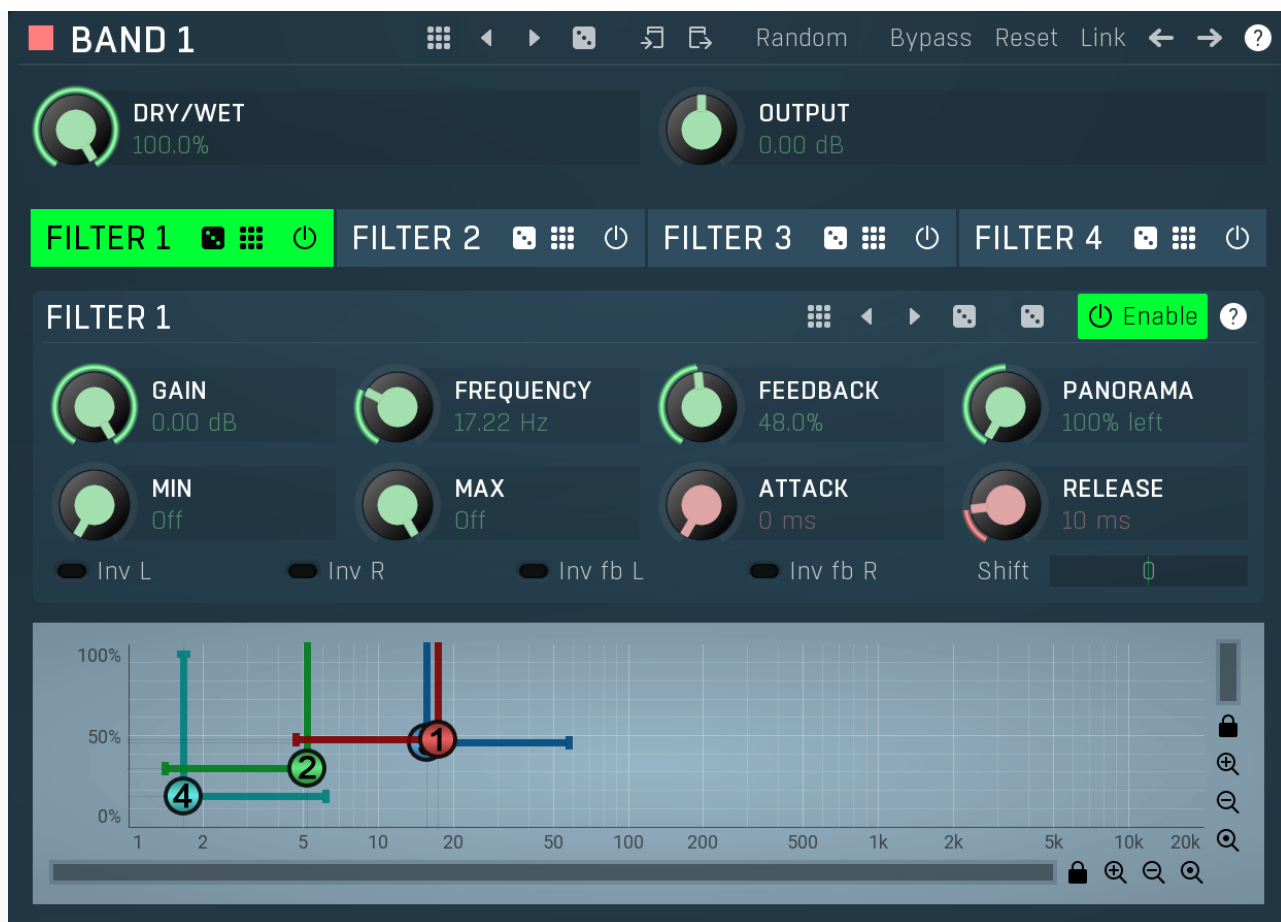 BAND 1 Random Bypass Reset Link ?
DRY/WET OUTPUT
100.0% 0.00 dB
FILTER 1 FILTER 2 FILTER 3 FILTER 4
FILTER 1 Enable ?
GAIN FREQUENCY FEEDBACK PANORAMA
0.00 dB 17.22 Hz 48.0% 100% left
MIN MAX ATTACK RELEASE
Off Off 0 ms 10 ms
Inv L Inv R Inv fb L Inv fb R Shift 0
100%
50%
1
2
4
0%
1 2 5 10 20 50 100 200 500 1k 2k 5k 10k 20k